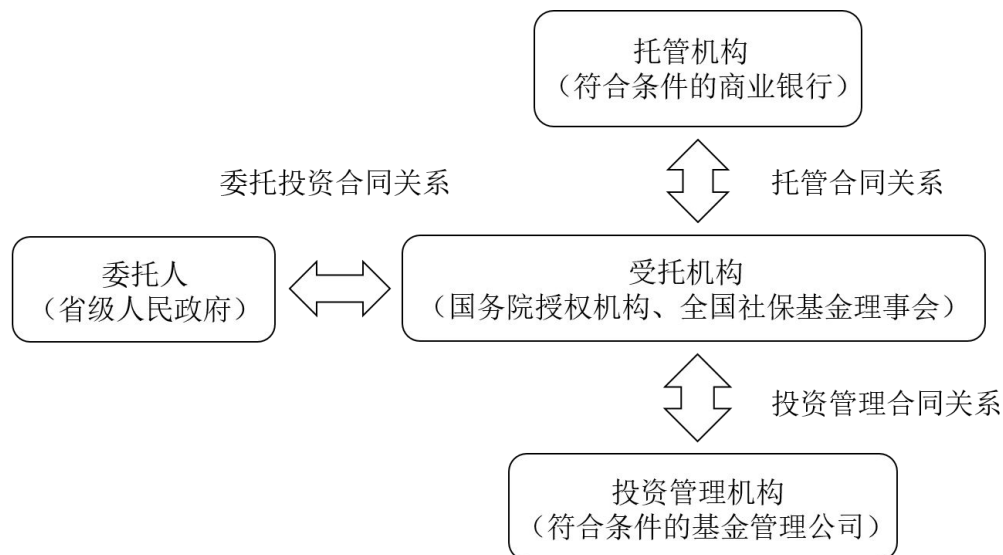 托管机构
（符合条件的商业银行）
委托投资合同关系
托管合同关系
委托人
（省级人民政府）
受托机构
（国务院授权机构、全国社保基金理事会）
投资管理合同关系
投资管理机构
（符合条件的基金管理公司）